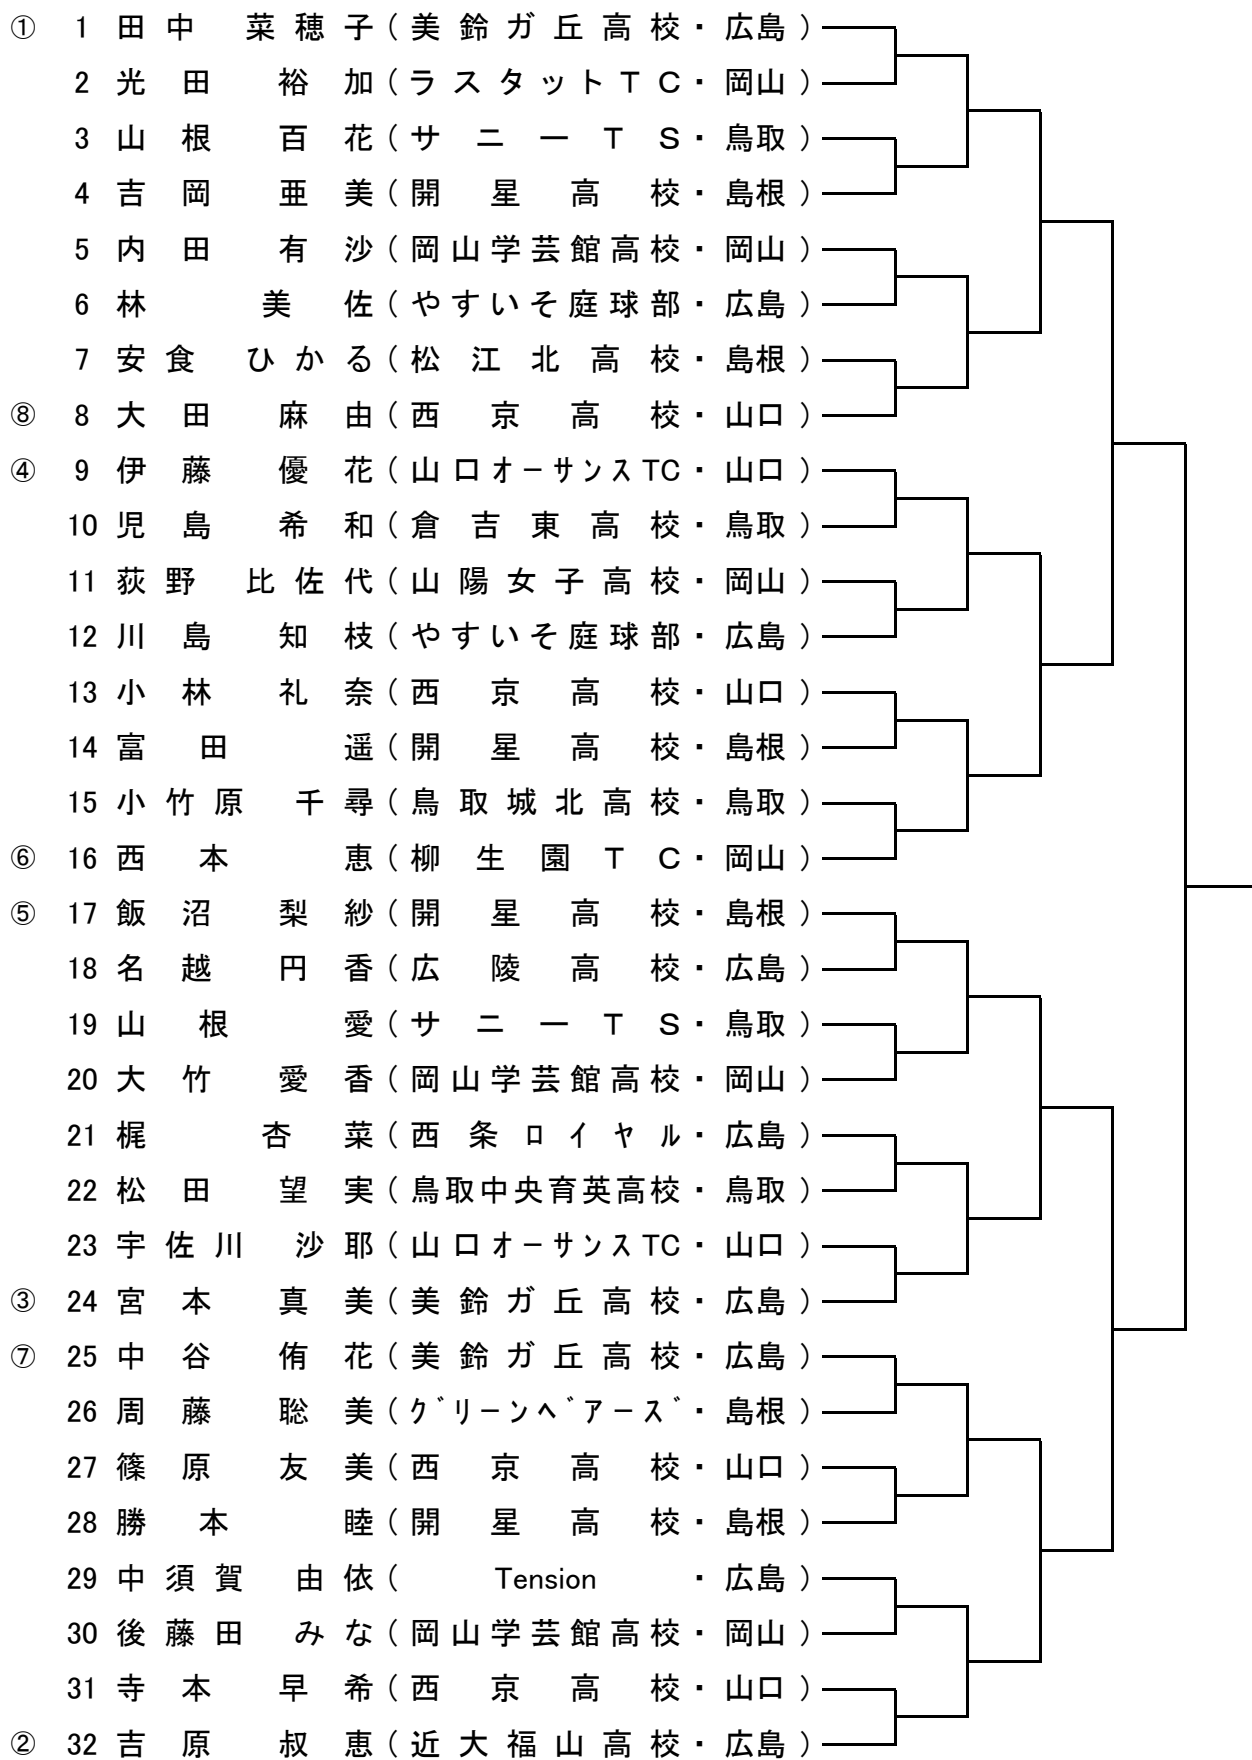 ① 1 田中 菜穂子(美鈴ガ丘高校・広島)
2 光田 裕加(ラスタットTC・岡山)
3 山根 百花(サニーTS・鳥取)
4 吉岡 亜美(開星高校・島根)
5 内田 有沙(岡山学芸館高校・岡山)
6 林 美佐(やすいそ庭球部・広島)
7 安食 ひかる(松江北高校・島根)
⑧ 8 大田 麻由(西京高校・山口)
④ 9 伊藤 優花(山口オーサンスTC・山口)
10 児島 希和(倉吉東高校・鳥取)
11 荻野 比佐代(山陽女子高校・岡山)
12 川島 知枝(やすいそ庭球部・広島)
13 小林 礼奈(西京高校・山口)
14 富田 遥(開星高校・島根)
15 小竹原 千尋(鳥取城北高校・鳥取)
⑥ 16 西本 恵(柳生園TC・岡山)
⑤ 17 飯沼 梨紗(開星高校・島根)
18 名越 円香(広陵高校・広島)
19 山根 愛(サニーTS・鳥取)
20 大竹 愛香(岡山学芸館高校・岡山)
21 梶 杏菜(西条ロイヤル・広島)
22 松田 望実(鳥取中央育英高校・鳥取)
23 宇佐川 沙耶(山口オーサンスTC・山口)
③ 24 宮本 真美(美鈴ガ丘高校・広島)
⑦ 25 中谷 侑花(美鈴ガ丘高校・広島)
26 周藤 聡美(グリーンベアーズ・島根)
27 篠原 友美(西京高校・山口)
28 勝本 睦(開星高校・島根)
29 中須賀 由依(Tension・広島)
30 後藤田 みな(岡山学芸館高校・岡山)
31 寺本 早希(西京高校・山口)
② 32 吉原 叔恵(近大福山高校・広島)